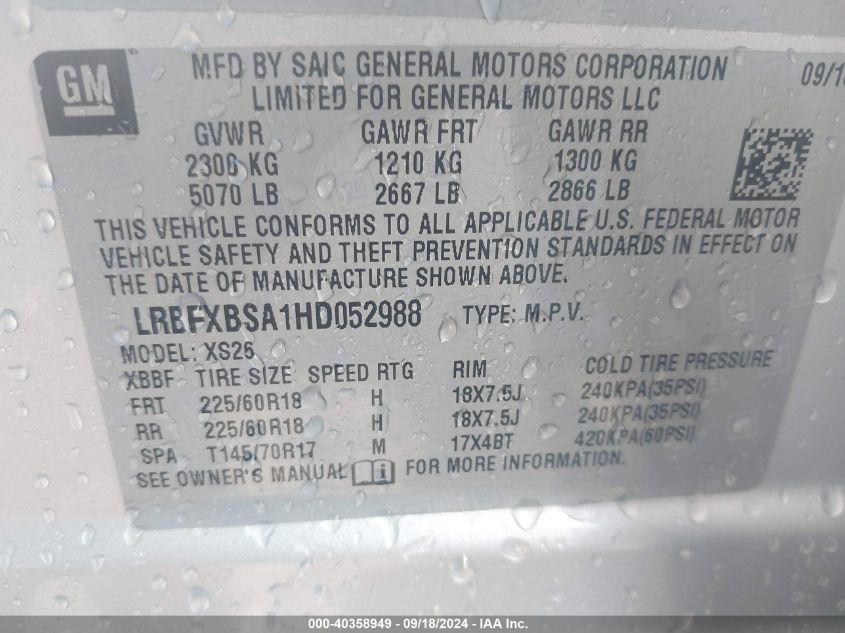 GM
MFD BY SAIC GENERAL MOTORS CORPORATION
LIMITED FOR GENERAL MOTORS LLC
GVWR GAWR FRT GAWR RR
2300 KG 1210 KG 1300 KG
5070 LB 2667 LB 2866 LB
THIS VEHICLE CONFORMS TO ALL APPLICABLE U.S. FEDERAL MOTOR
VEHICLE SAFETY AND THEFT PREVENTION STANDARDS IN EFFECT ON
THE DATE OF MANUFACTURE SHOWN ABOVE.
LRBFXBSA1HD052988 TYPE: M.P.V.
MODEL: XS26
XBBF TIRE SIZE SPEED RTG RIM COLD TIRE PRESSURE
FRT 225/60R18 H 18X7.5J 240KPA(35PSI)
RR 225/60R18 H 18X7.5J 240KPA(35PSI)
SPA T145/70R17 M 17X4BT 420KPA(60PSI)
SEE OWNER'S MANUAL FOR MORE INFORMATION.
000-40358949 - 09/18/2024 - IAA Inc.